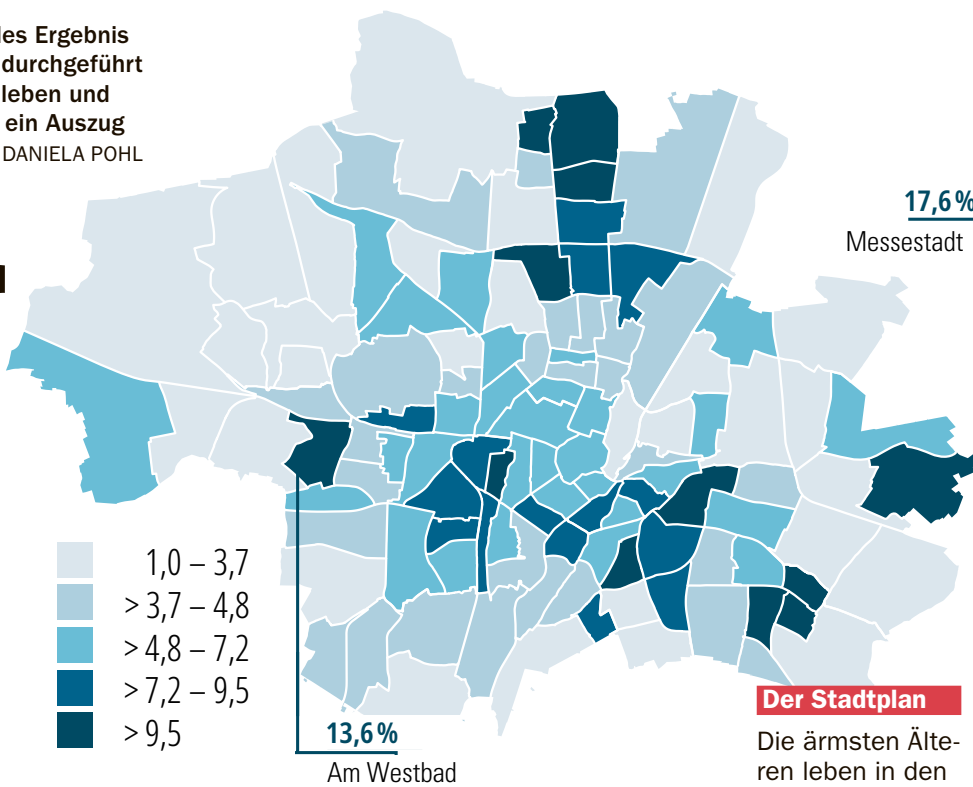 les Ergebnis
durchgeführt
leben und
ein Auszug
DANIELA POHL
17,6%
Messestadt
1,0 – 3,7
> 3,7 – 4,8
> 4,8 – 7,2
> 7,2 – 9,5
> 9,5
13,6%
Am Westbad
Der Stadtplan
Die ärmsten Älte-
ren leben in den